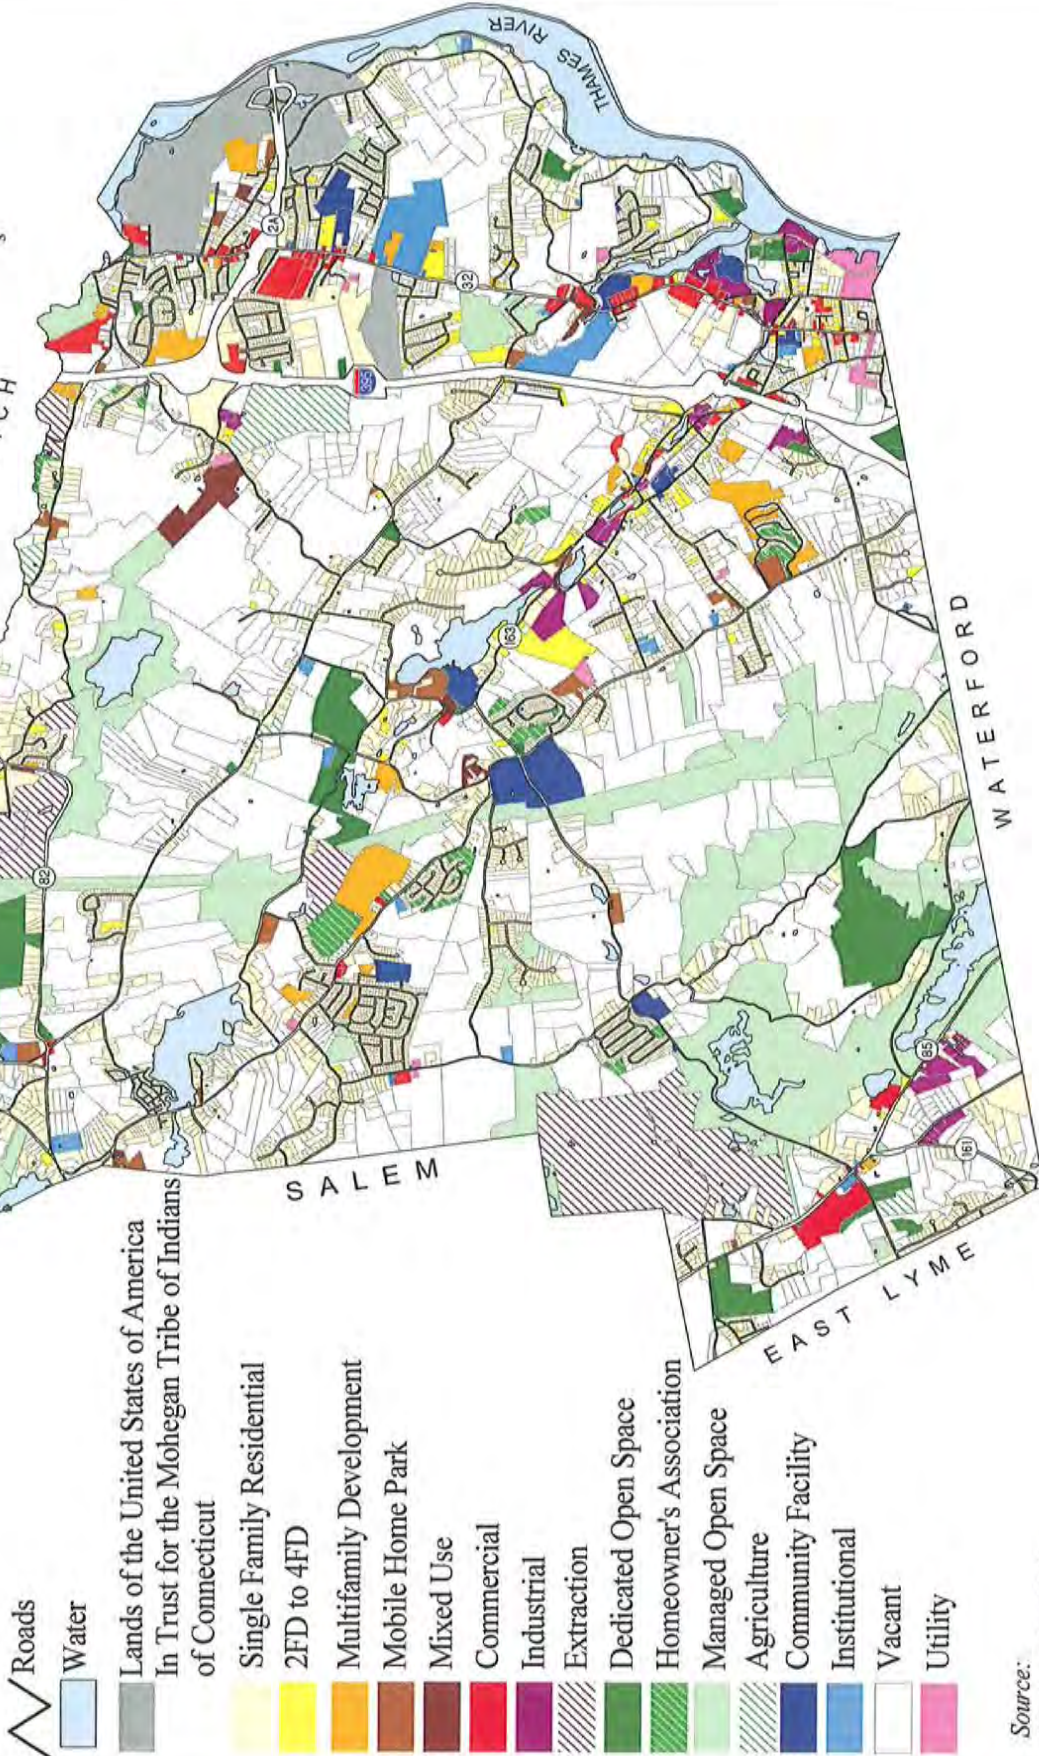 CH
S
THAMES RIVER
2A
32
395
163
82
WATERFORD
85
161
SALEM
EAST LYME
Roads
Water
Lands of the United States of America
In Trust for the Mohegan Tribe of Indians
of Connecticut
Single Family Residential
2FD to 4FD
Multifamily Development
Mobile Home Park
Mixed Use
Commercial
Industrial
Extraction
Dedicated Open Space
Homeowner's Association
Managed Open Space
Agriculture
Community Facility
Institutional
Vacant
Utility
Source: